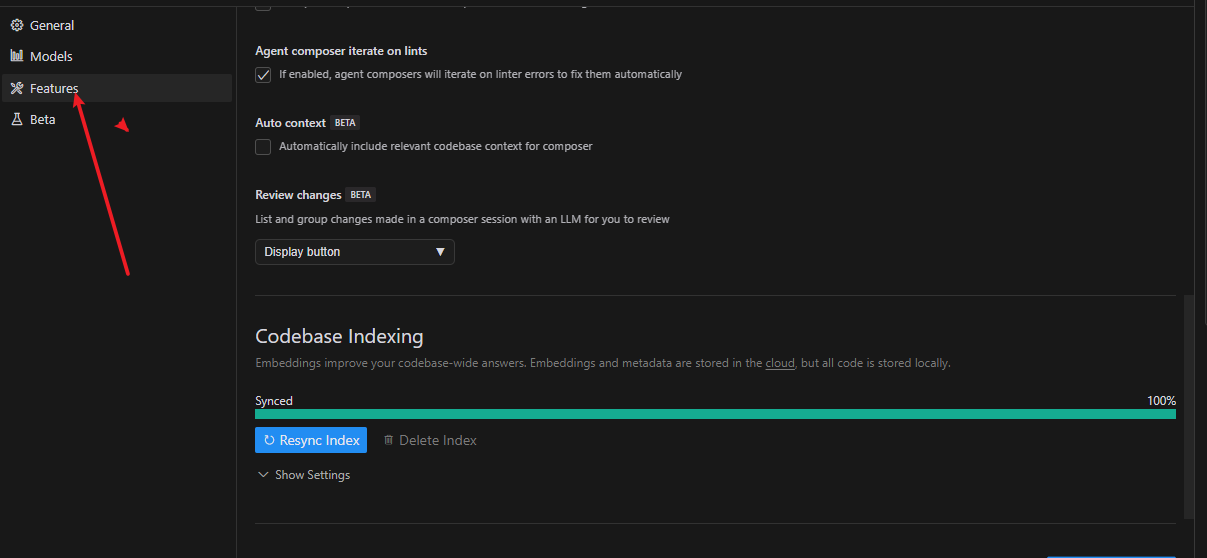 General
Models
Features
Beta
Agent composer iterate on lints
If enabled, agent composers will iterate on linter errors to fix them automatically
Auto context BETA
Automatically include relevant codebase context for composer
Review changes BETA
List and group changes made in a composer session with an LLM for you to review
Display button
Codebase Indexing
Embeddings improve your codebase-wide answers. Embeddings and metadata are stored in the cloud, but all code is stored locally.
Synced 100%
Resync Index Delete Index
Show Settings